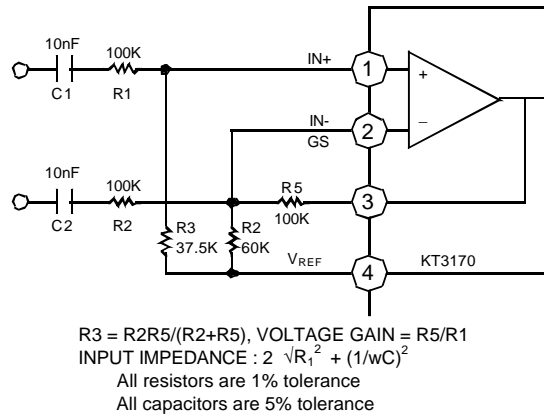 10nF
100K
C1
R1
IN+
1
+
IN-
GS
2
−
10nF
100K
C2
R2
R5
100K
3
R3
37.5K
R2
60K
VREF
4
KT3170
R3 = R2R5/(R2+R5), VOLTAGE GAIN = R5/R1
INPUT IMPEDANCE : 2 √R₁² + (1/wC)²
All resistors are 1% tolerance
All capacitors are 5% tolerance